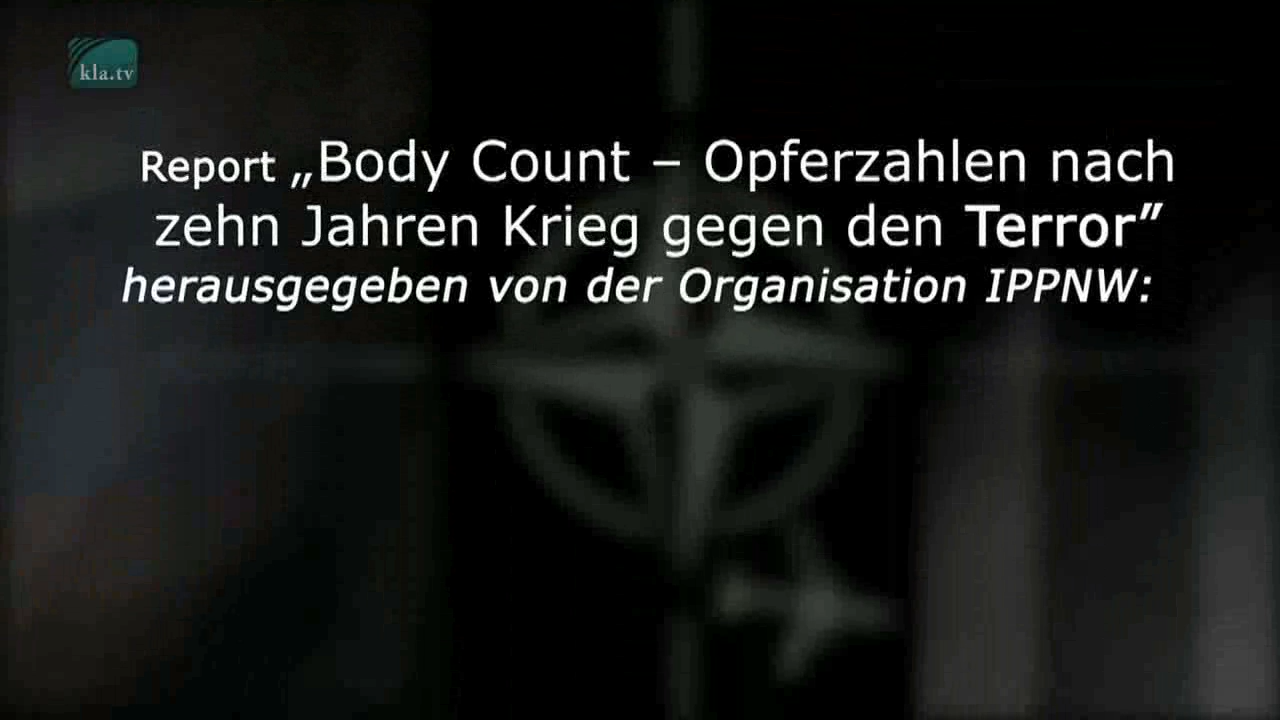 kla.tv
Report „Body Count – Opferzahlen nach
zehn Jahren Krieg gegen den Terror”
herausgegeben von der Organisation IPPNW: